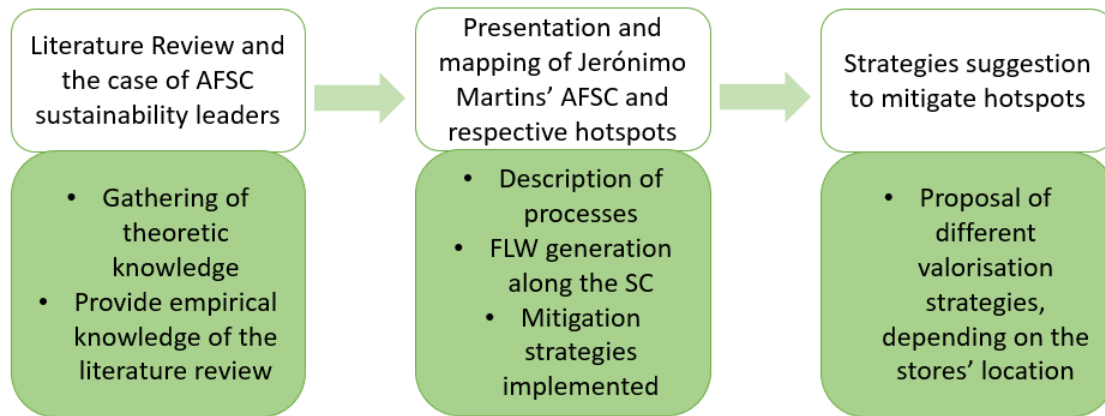 Literature Review and
the case of AFSC
sustainability leaders
• Gathering of
theoretic
knowledge
• Provide empirical
knowledge of the
literature review
Presentation and
mapping of Jerónimo
Martins’ AFSC and
respective hotspots
• Description of
processes
• FLW generation
along the SC
• Mitigation
strategies
implemented
Strategies suggestion
to mitigate hotspots
• Proposal of
different
valorisation
strategies,
depending on the
stores’ location